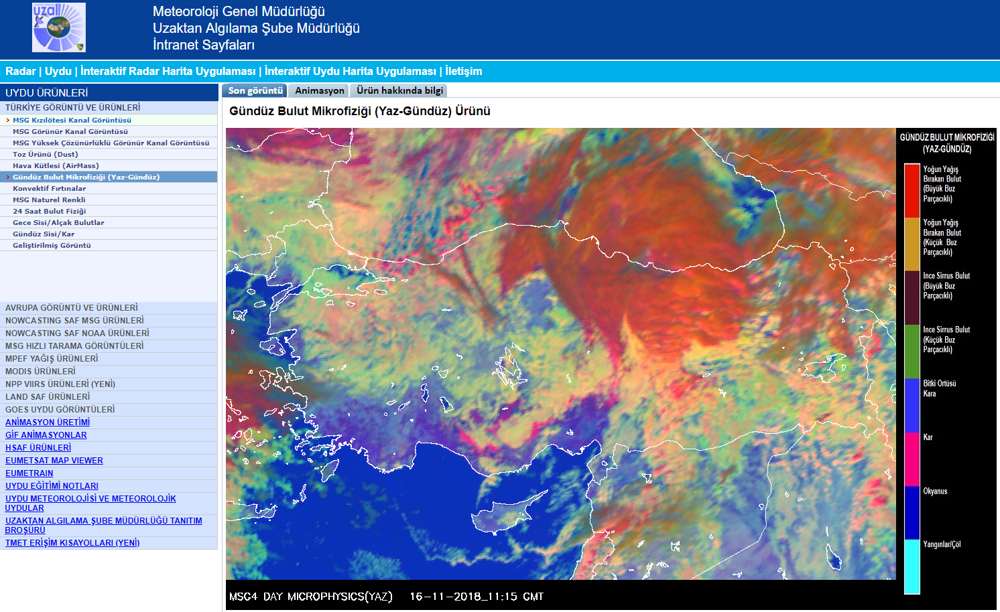 uzal
Meteoroloji Genel Müdürlüğü
Uzaktan Algılama Şube Müdürlüğü
İntranet Sayfaları
Radar | Uydu | İnteraktif Radar Harita Uygulaması | İnteraktif Uydu Harita Uygulaması | İletişim
UYDU ÜRÜNLERİ
TÜRKİYE GÖRÜNTÜ VE ÜRÜNLERİ
MSG Kızılötesi Kanal Görüntüsü
MSG Görünür Kanal Görüntüsü
MSG Yüksek Çözünürlüklü Görünür Kanal Görüntüsü
Toz Ürünü (Dust)
Hava Kütlesi (AirMass)
Gündüz Bulut Mikrofiziği (Yaz-Gündüz)
Konvektif Fırtınalar
MSG Naturel Renkli
24 Saat Bulut Fiziği
Gece Sisi/Alçak Bulutlar
Gündüz Sisi/Kar
Geliştirilmiş Görüntü
AVRUPA GÖRÜNTÜ VE ÜRÜNLERİ
NOWCASTING SAF MSG ÜRÜNLERİ
NOWCASTING SAF NOAA ÜRÜNLERİ
MSG HIZLI TARAMA GÖRÜNTÜLERİ
MPEF YAĞIŞ ÜRÜNLERİ
MODIS ÜRÜNLERİ
NPP VIIRS ÜRÜNLERİ (YENİ)
LAND SAF ÜRÜNLERİ
GOES UYDU GÖRÜNTÜLERİ
ANİMASYON ÜRETİMİ
GİF ANİMASYONLAR
HSAF ÜRÜNLERİ
EUMETSAT MAP VIEWER
EUMETRAIN
UYDU EĞİTİMİ NOTLARI
UYDU METEOROLOJİSİ VE METEOROLOJİK
UYDULAR
UZAKTAN ALGILAMA ŞUBE MÜDÜRLÜĞÜ TANITIM
BROŞÜRÜ
TMET ERİŞİM KISAYOLLARI (YENİ)
Son görüntü Animasyon Ürün hakkında bilgi
Gündüz Bulut Mikrofiziği (Yaz-Gündüz) Ürünü
GÜNDÜZ BULUT MİKROFİZİĞİ
(YAZ-GÜNDÜZ)
Yoğun Yağış
Bırakan Bulut
(Büyük Buz
Parçacıklı)
Yoğun Yağış
Bırakan Bulut
(Küçük Buz
Parçacıklı)
Ince Sirrus Bulut
(Büyük Buz
Parçacıklı)
Ince Sirrus Bulut
(Küçük Buz
Parçacıklı)
Bitki Ortüsü
Kara
Kar
Okyanus
Yangınlar/Çöl
MSG4 DAY MICROPHYSICS(YAZ) 16-11-2018_11:15 GMT